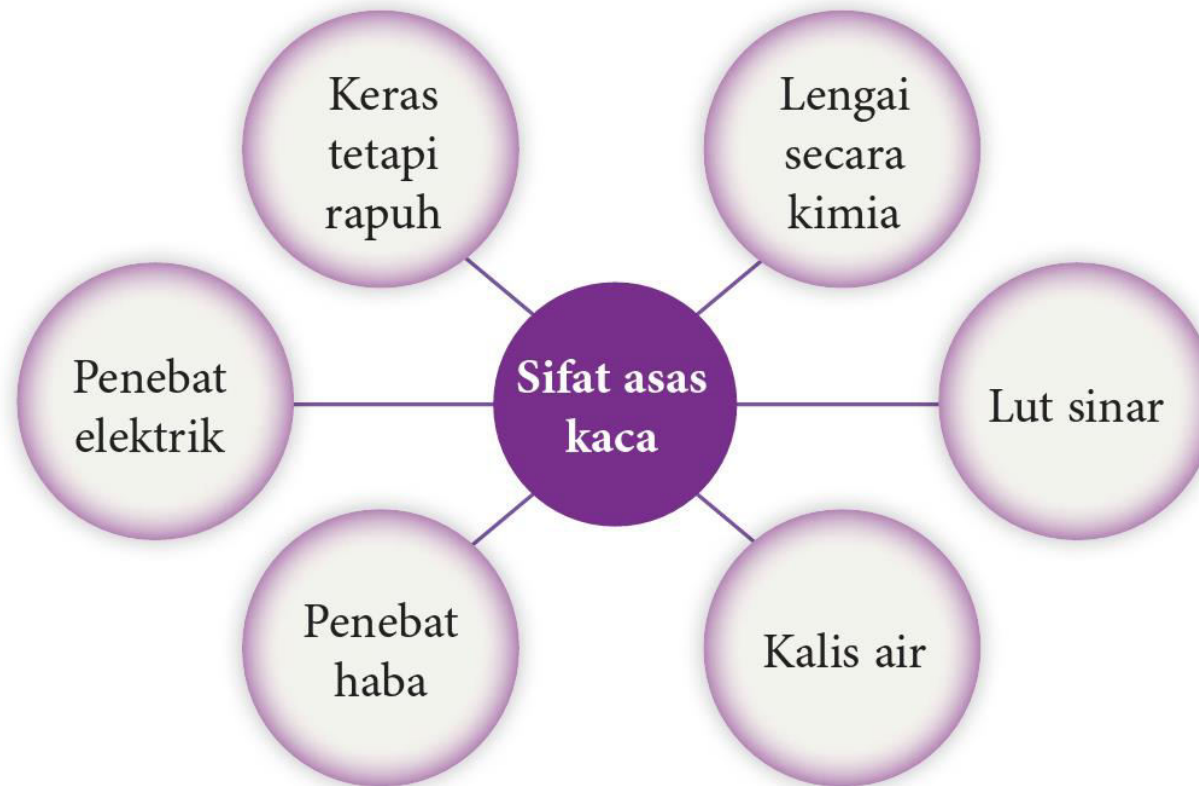 Keras
tetapi
rapuh
Lengai
secara
kimia
Penebat
elektrik
Sifat asas
kaca
Lut sinar
Penebat
haba
Kalis air